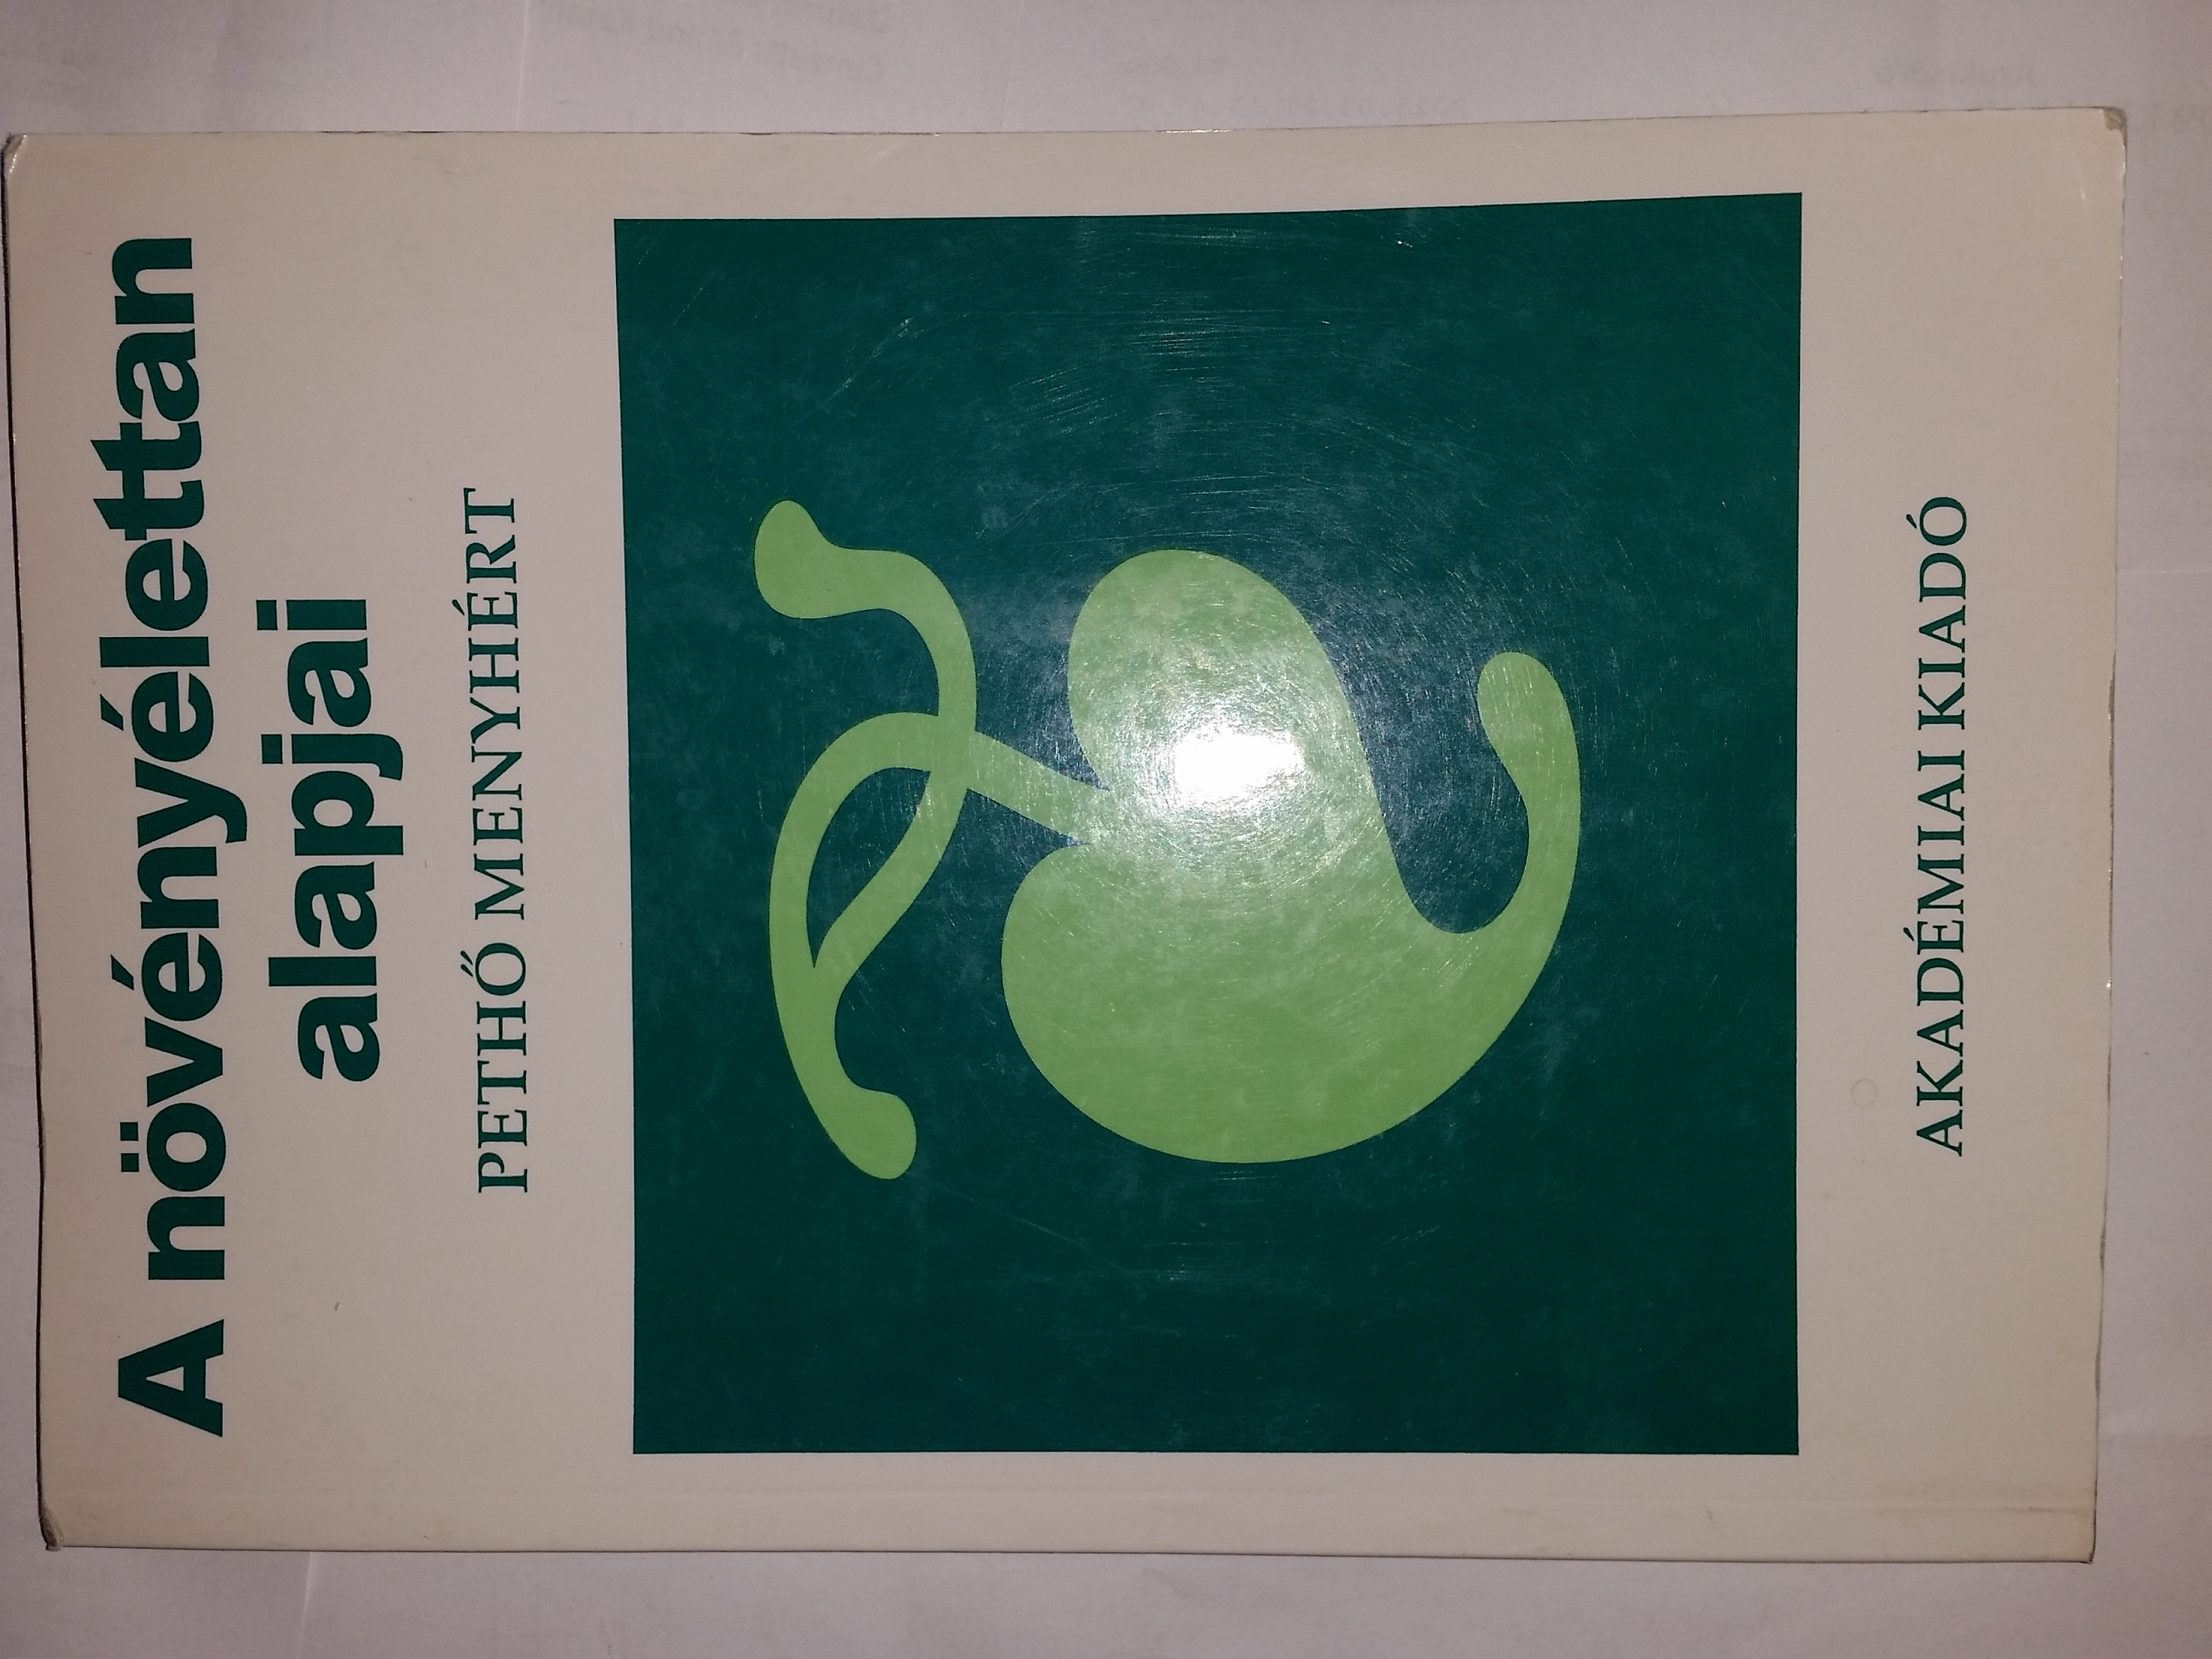 A növényélettan
alapjai
PETHŐ MENYHÉRT
AKADÉMIAI KIADÓ